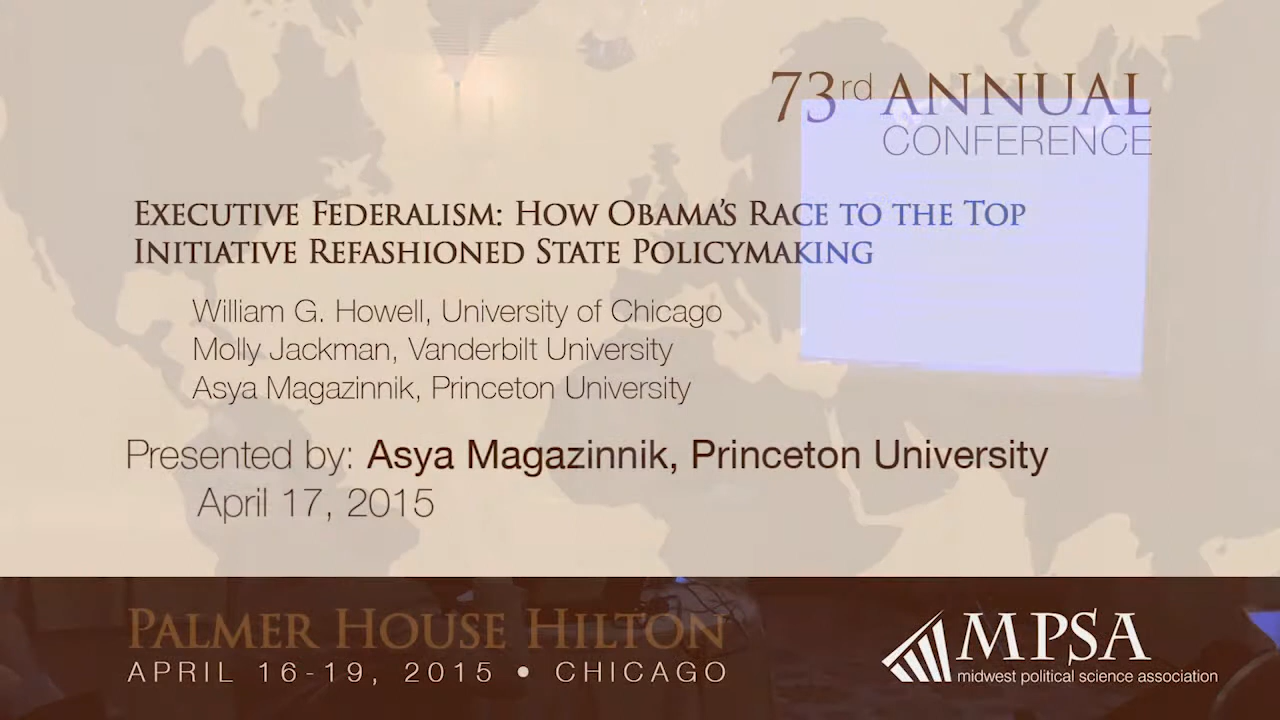 73rd ANNUAL
CONFERENCE
EXECUTIVE FEDERALISM: HOW OBAMA'S RACE TO THE TOP
INITIATIVE REFASHIONED STATE POLICYMAKING
William G. Howell, University of Chicago
Molly Jackman, Vanderbilt University
Asya Magazinnik, Princeton University
Presented by: Asya Magazinnik, Princeton University
April 17, 2015
PALMER HOUSE HILTON
APRIL 16-19, 2015 • CHICAGO
MPSA
midwest political science association